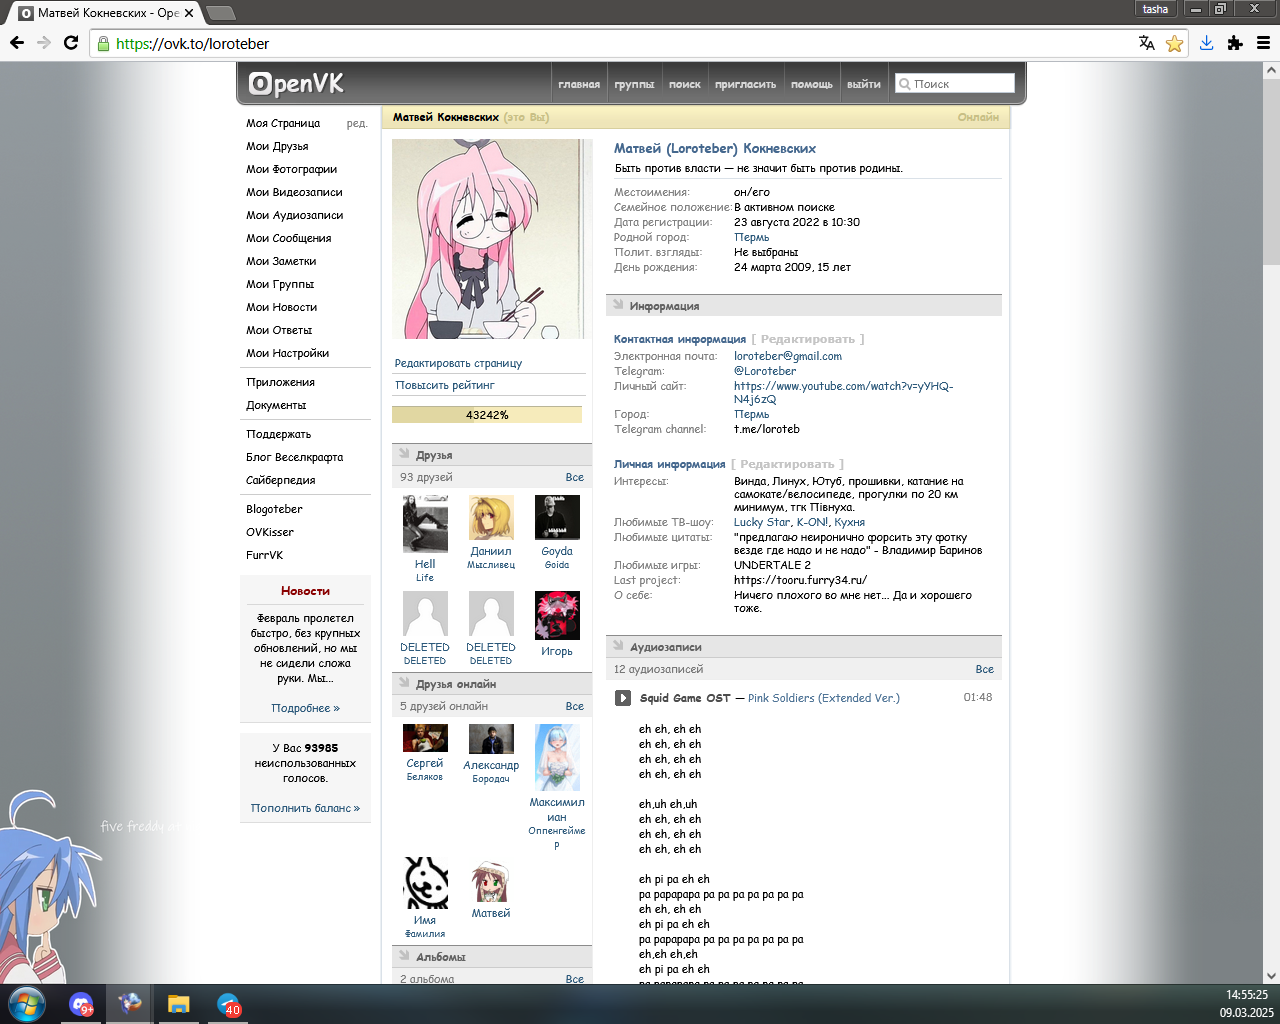 tasha
Матвей Кокневских - Оре
https://ovk.to/loroteber
OpenVK
главная
группы
поиск
пригласить
помощь
выйти
Поиск
Моя Страница
ред.
Мои Друзья
Мои Фотографии
Мои Видеозаписи
Мои Аудиозаписи
Мои Сообщения
Мои Заметки
Мои Группы
Мои Новости
Мои Ответы
Мои Настройки
Приложения
Документы
Поддержать
Блог Веселкрафта
Сайберпедия
Blogoteber
OVKisser
FurrVK
Новости
Февраль пролетел
быстро, без крупных
обновлений, но мы
не сидели сложа
руки. Мы...
Подробнее »
У Вас 93985
неиспользованных
голосов.
Пополнить баланс »
five freddy at
Матвей Кокневских (это Вы)
Онлайн
Редактировать страницу
Повысить рейтинг
43242%
Друзья
93 друзей
Все
Hell
Life
Даниил
Мысливец
Goyda
Goida
DELETED
DELETED
DELETED
DELETED
Игорь
Друзья онлайн
5 друзей онлайн
Все
Сергей
Беляков
Александр
Бородач
Максимил
иан
Оппенгейме
р
Имя
Фамилия
Матвей
Альбомы
2 альбома
Все
Матвей (Loroteber) Кокневских
Быть против власти — не значит быть против родины.
Местоимения: он/его
Семейное положение: В активном поиске
Дата регистрации: 23 августа 2022 в 10:30
Родной город: Пермь
Полит. взгляды: Не выбраны
День рождения: 24 марта 2009, 15 лет
Информация
Контактная информация [ Редактировать ]
Электронная почта: loroteber@gmail.com
Telegram: @Loroteber
Личный сайт: https://www.youtube.com/watch?v=yYHQ-
N4j6zQ
Город: Пермь
Telegram channel: t.me/loroteb
Личная информация [ Редактировать ]
Интересы: Винда, Линух, Ютуб, прошивки, катание на
самокате/велосипеде, прогулки по 20 км
минимум, тгк Півнуха.
Любимые ТВ-шоу: Lucky Star, K-ON!, Кухня
Любимые цитаты: "предлагаю неиронично форсить эту фотку
везде где надо и не надо" - Владимир Баринов
Любимые игры: UNDERTALE 2
Last project: https://tooru.furry34.ru/
О себе: Ничего плохого во мне нет... Да и хорошего
тоже.
Аудиозаписи
12 аудиозаписей
Все
Squid Game OST — Pink Soldiers (Extended Ver.)
01:48
eh eh, eh eh
eh eh, eh eh
eh eh, eh eh
eh eh, eh eh
eh,uh eh,uh
eh eh, eh eh
eh eh, eh eh
eh eh, eh eh
eh pi pa eh eh
pa papapapa pa pa pa pa pa pa pa
eh eh, eh eh
eh pi pa eh eh
pa papapapa pa pa pa pa pa pa pa
eh,eh eh,eh
eh pi pa eh eh
pa papapapa pa pa pa pa pa pa pa
9+
40
14:55:25
09.03.2025